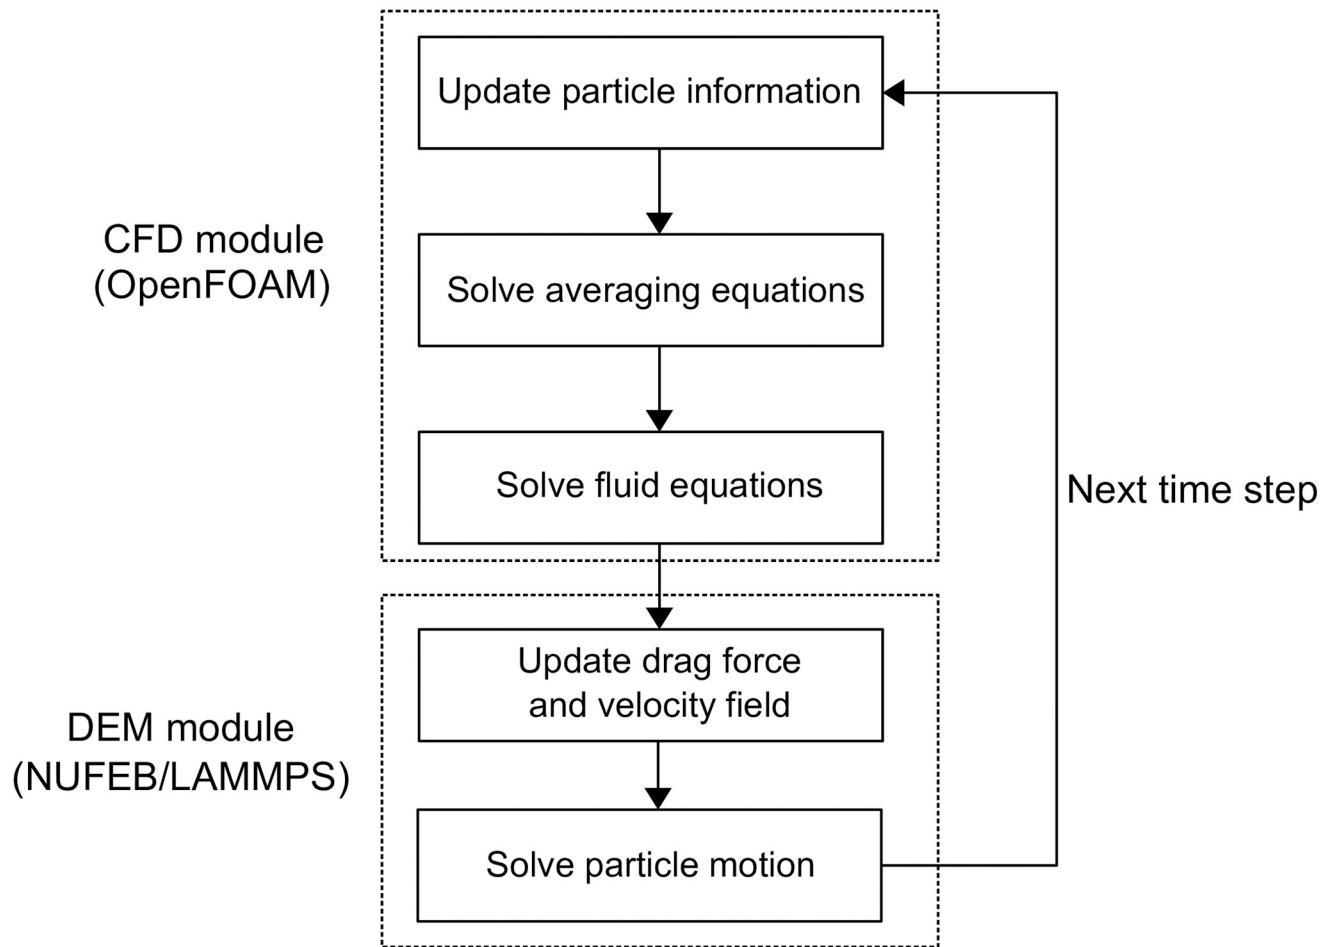 Update particle information
CFD module
(OpenFOAM)
Solve averaging equations
Solve fluid equations
Next time step
Update drag force
and velocity field
DEM module
(NUFEB/LAMMPS)
Solve particle motion